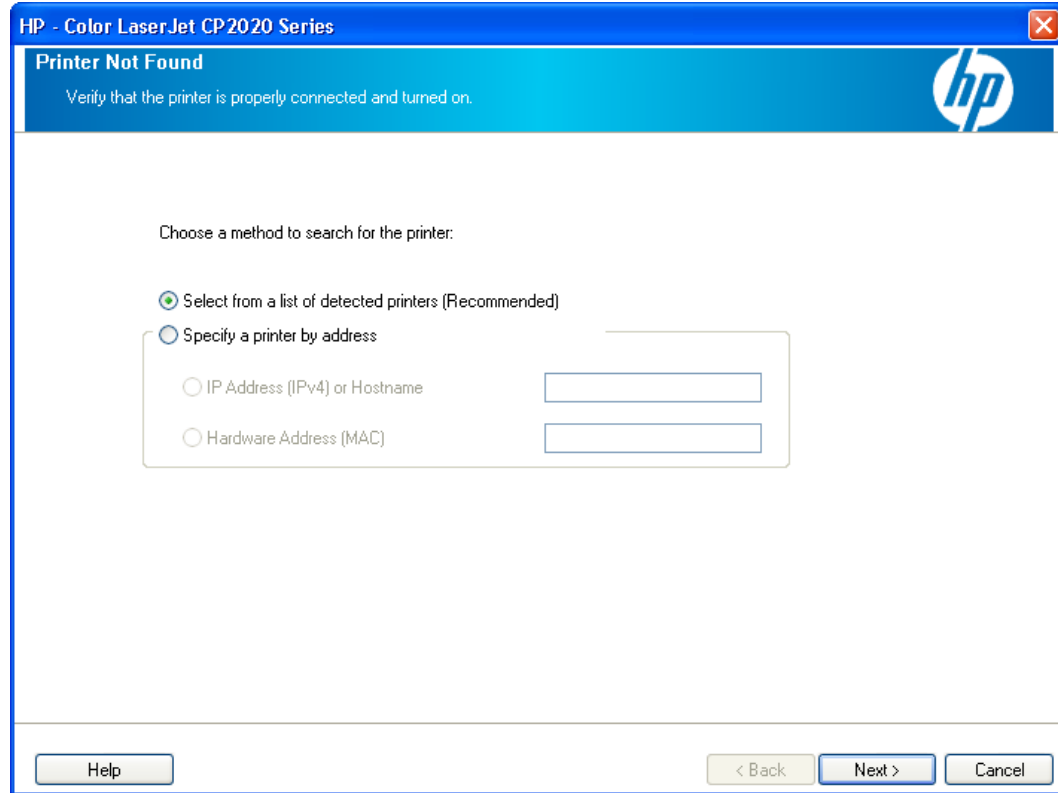 HP - Color LaserJet CP2020 Series
Printer Not Found
Verify that the printer is properly connected and turned on.
hp
Choose a method to search for the printer:
Select from a list of detected printers (Recommended)
Specify a printer by address
IP Address (IPv4) or Hostname
Hardware Address (MAC)
Help < Back Next > Cancel